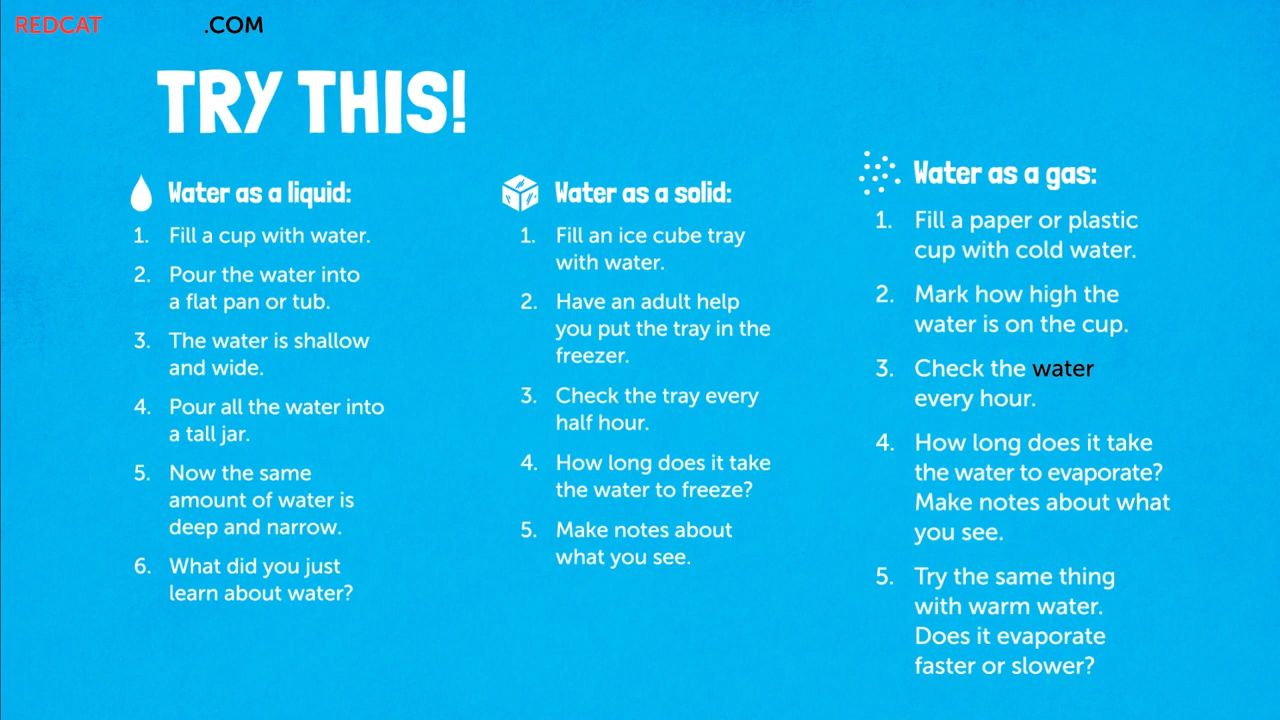 REDCAT .COM
TRY THIS!
Water as a liquid:
1. Fill a cup with water.
2. Pour the water into
a flat pan or tub.
3. The water is shallow
and wide.
4. Pour all the water into
a tall jar.
5. Now the same
amount of water is
deep and narrow.
6. What did you just
learn about water?
Water as a solid:
1. Fill an ice cube tray
with water.
2. Have an adult help
you put the tray in the
freezer.
3. Check the tray every
half hour.
4. How long does it take
the water to freeze?
5. Make notes about
what you see.
Water as a gas:
1. Fill a paper or plastic
cup with cold water.
2. Mark how high the
water is on the cup.
3. Check the water
every hour.
4. How long does it take
the water to evaporate?
Make notes about what
you see.
5. Try the same thing
with warm water.
Does it evaporate
faster or slower?